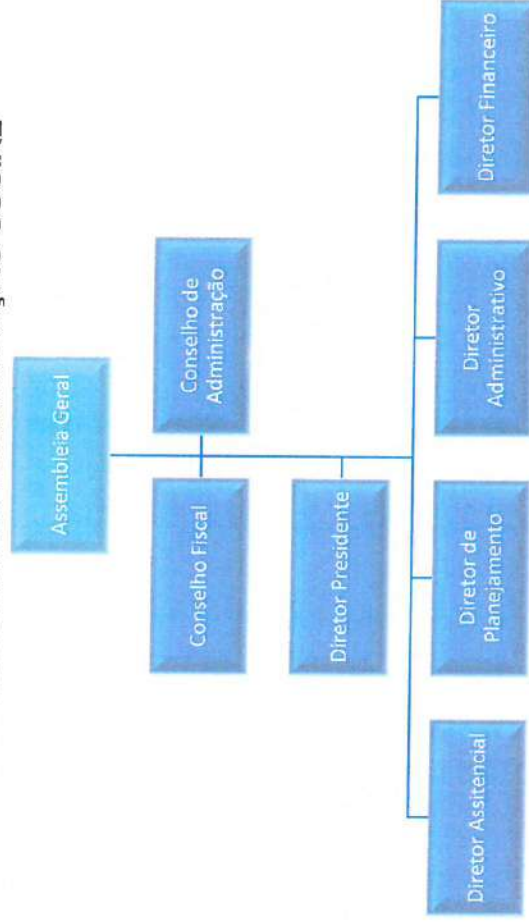 Assembleia Geral
Conselho Fiscal
Conselho de
Administração
Diretor Presidente
Diretor Assitencial
Diretor de
Planejamento
Diretor
Administrativo
Diretor Financeiro